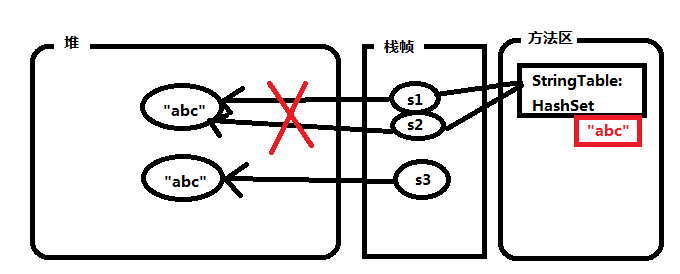 堆
栈帧
方法区
"abc"
s1
s2
StringTable:
HashSet
"abc"
"abc"
s3